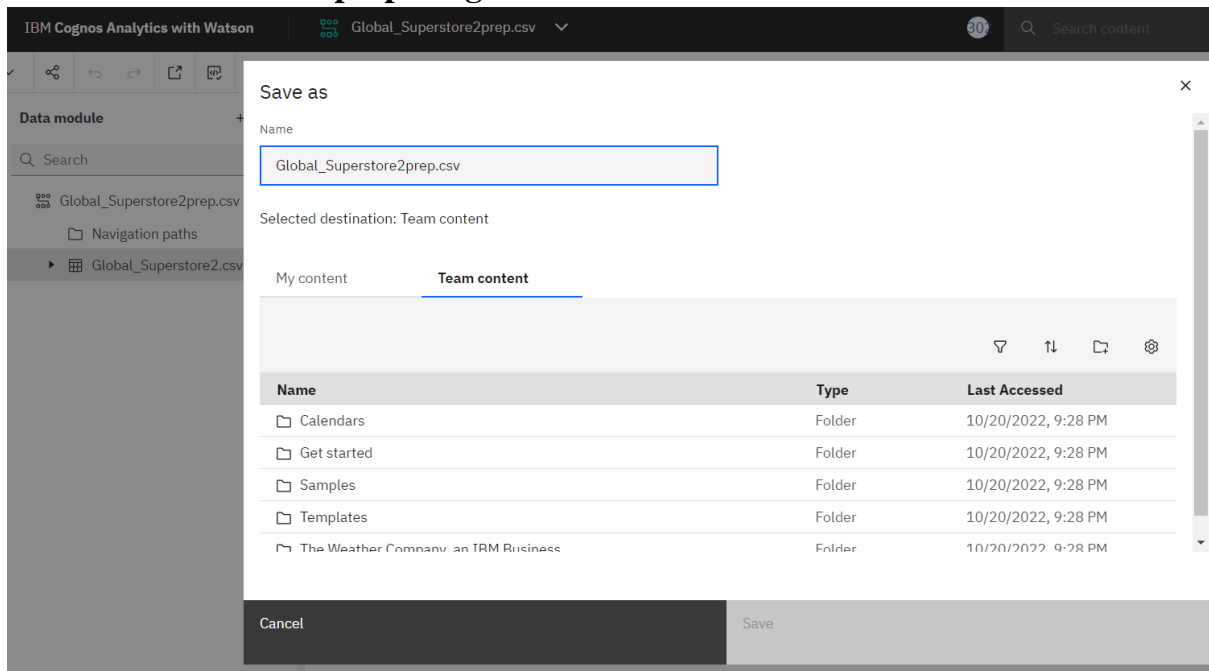 IBM Cognos Analytics with Watson Global_Superstore2prep.csv 302 Search content
Data module
Search
Global_Superstore2prep.csv
Navigation paths
Global_Superstore2.csv
Save as
Name
Global_Superstore2prep.csv
Selected destination: Team content
My content Team content
Name Type Last Accessed
Calendars Folder 10/20/2022, 9:28 PM
Get started Folder 10/20/2022, 9:28 PM
Samples Folder 10/20/2022, 9:28 PM
Templates Folder 10/20/2022, 9:28 PM
The Weather Company, an IBM Business Folder 10/20/2022, 9:28 PM
Cancel Save